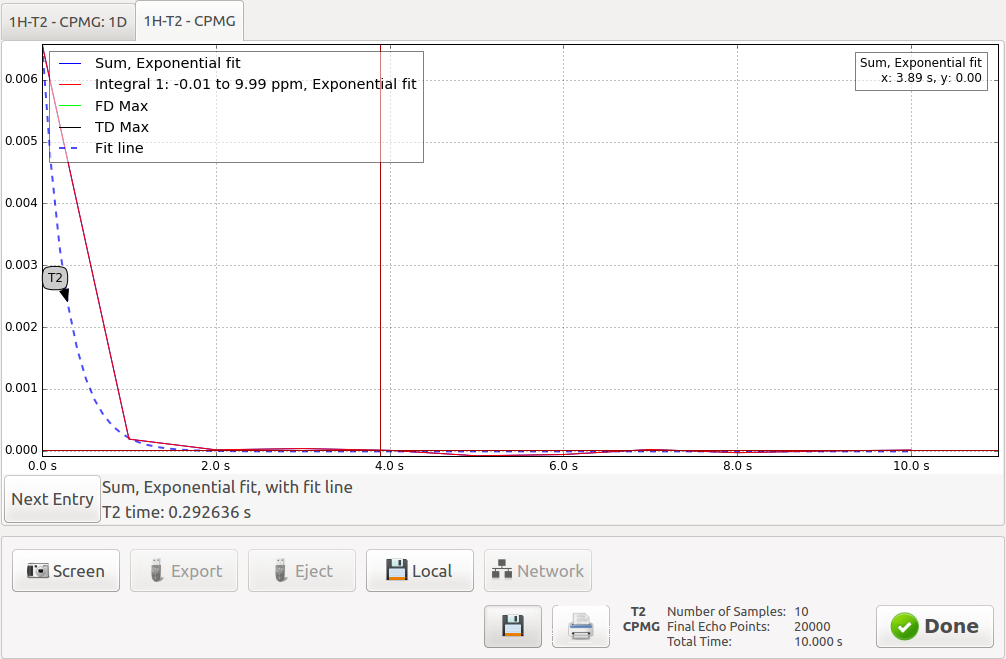 1H-T2 - CPMG: 1D
1H-T2 - CPMG
Sum, Exponential fit
Integral 1: -0.01 to 9.99 ppm, Exponential fit
FD Max
TD Max
Fit line
Sum, Exponential fit
x: 3.89 s, y: 0.00
0.006
0.005
0.004
0.003
T2
0.002
0.001
0.000
0.0 s 2.0 s 4.0 s 6.0 s 8.0 s 10.0 s
Next Entry
Sum, Exponential fit, with fit line
T2 time: 0.292636 s
Screen Export Eject Local Network
T2
CPMG
Number of Samples: 10
Final Echo Points: 20000
Total Time: 10.000 s
Done